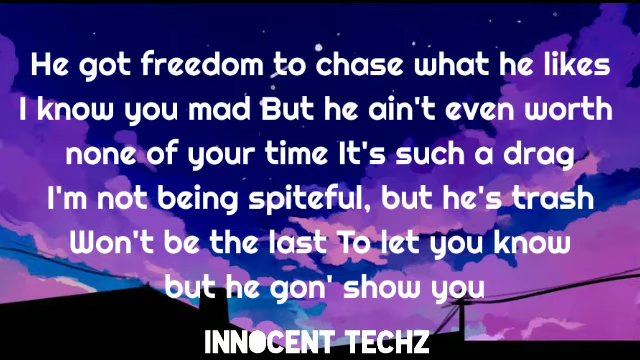 He got freedom to chase what he likes
I know you mad But he ain't even worth
none of your time It's such a drag
I'm not being spiteful, but he's trash
Won't be the last To let you know
but he gon' show you
INNOCENT TECHZ